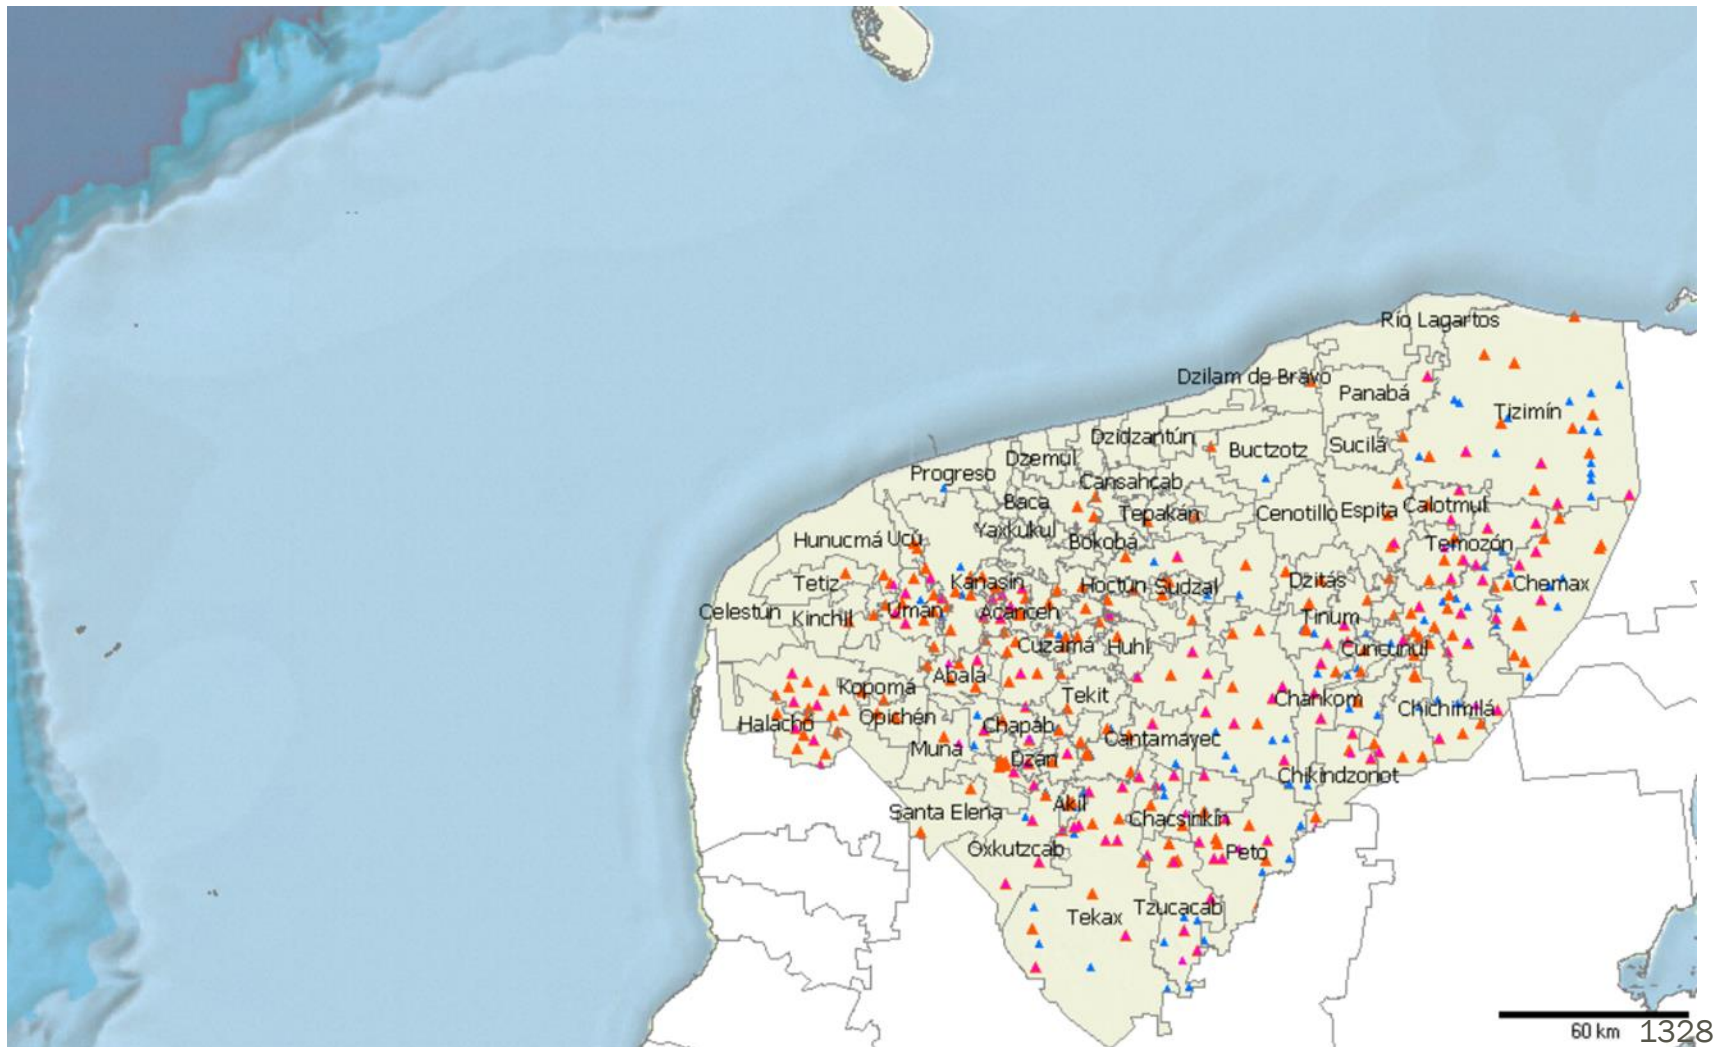 Río Lagartos
Dzilam de Bravo
Panabá
Tizimín
Dzidzantún
Buctzotz
Sucilá
Dzemul
Progreso
Cansahcab
Baca
Tepakán
Cenotillo
Espita
Calotmul
Yaxkukul
Bokobá
Hunucmá
Ucú
Temozón
Tetiz
Kanasín
Hoctún
Sudzal
Dzitás
Chemax
Celestún
Kinchil
Umán
Acanceh
Tinum
Cuzamá
Huhí
Cuncunul
Abalá
Kopomá
Tekit
Chankom
Chichimilá
Halachó
Opichén
Chapab
Muna
Cantamayec
Dzán
Chikindzonot
Santa Elena
Akil
Chacsinkín
Oxkutzcab
Peto
Tekax
Tzucacab
60 km
1328